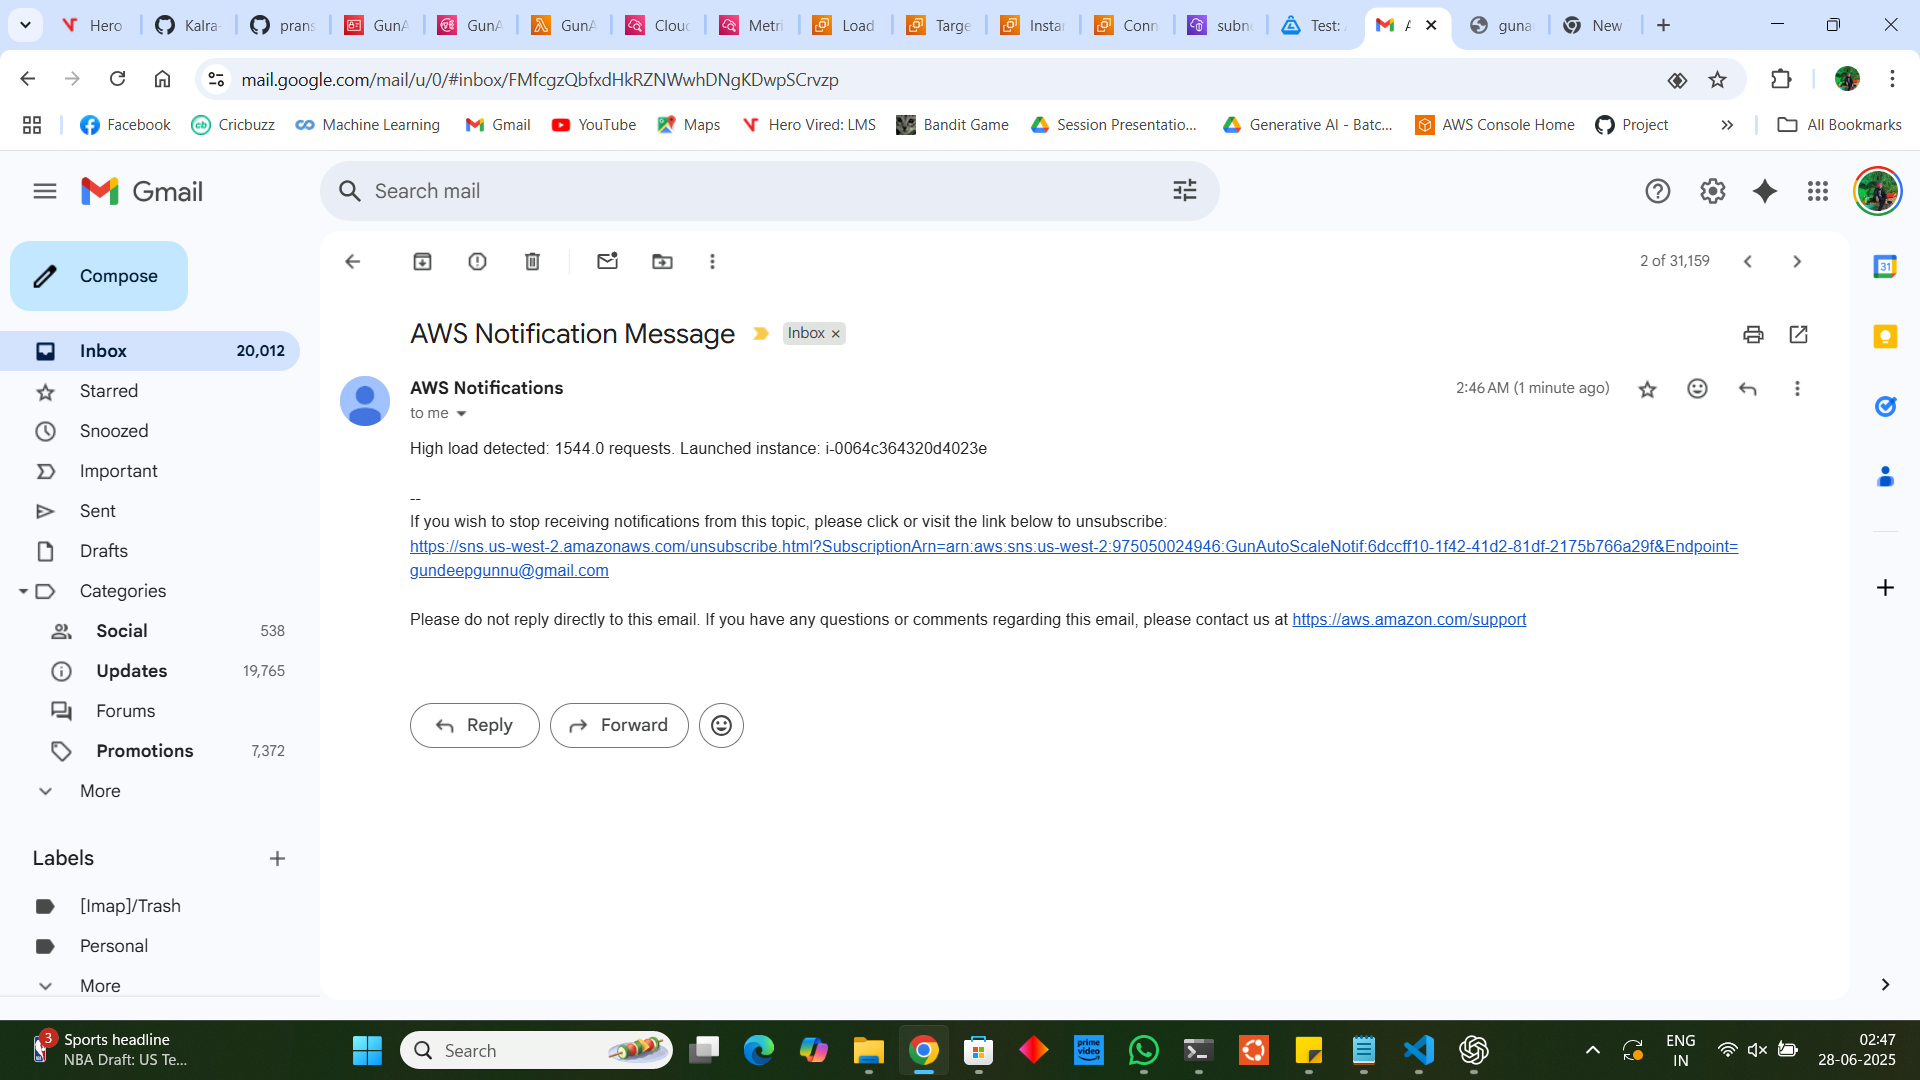 Hero
Kalra-
prans
GunA
GunA
GunA
Cloud
Metri
Load
Targe
Instan
Conn
subne
Test:
A
guna
New
mail.google.com/mail/u/0/#inbox/FMfcgzQbfxdHkRZNWwhDNgKDwpSCrvzp
Facebook
Cricbuzz
Machine Learning
Gmail
YouTube
Maps
Hero Vired: LMS
Bandit Game
Session Presentatio...
Generative AI - Batc...
AWS Console Home
Project
All Bookmarks
Gmail
Search mail
Compose
2 of 31,159
AWS Notification Message
Inbox ×
Inbox 20,012
Starred
Snoozed
Important
Sent
Drafts
Categories
Social 538
Updates 19,765
Forums
Promotions 7,372
More
Labels
[Imap]/Trash
Personal
More
AWS Notifications
2:46 AM (1 minute ago)
to me
High load detected: 1544.0 requests. Launched instance: i-0064c364320d4023e
--
If you wish to stop receiving notifications from this topic, please click or visit the link below to unsubscribe:
https://sns.us-west-2.amazonaws.com/unsubscribe.html?SubscriptionArn=arn:aws:sns:us-west-2:975050024946:GunAutoScaleNotif:6dccff10-1f42-41d2-81df-2175b766a29f&Endpoint=
gundeepgunnu@gmail.com
Please do not reply directly to this email. If you have any questions or comments regarding this email, please contact us at https://aws.amazon.com/support
Reply
Forward
31
3
Sports headline
NBA Draft: US Te...
Search
prime video
ENG
IN
02:47
28-06-2025